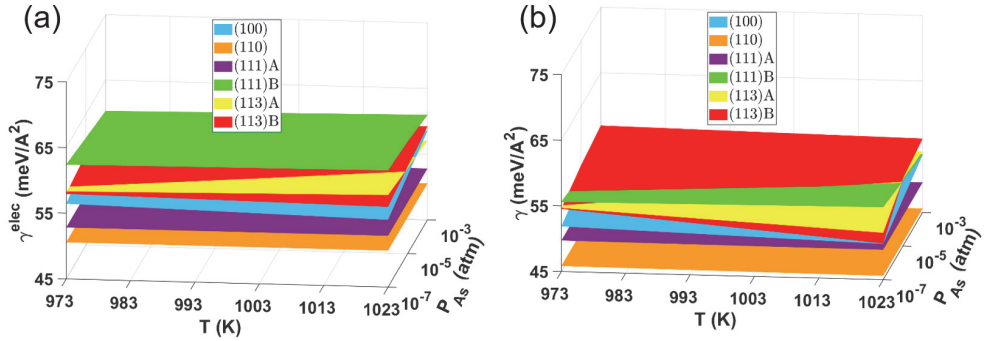 (a)
(100)
(110)
(111)A
(111)B
(113)A
(113)B
75
65
55
45
γ^elec (meV/A²)
973
983
993
1003
1013
1023
T (K)
10⁻³
10⁻⁵
10⁻⁷
P_As (atm)
(b)
(100)
(110)
(111)A
(111)B
(113)A
(113)B
75
65
55
45
γ (meV/A²)
973
983
993
1003
1013
1023
T (K)
10⁻³
10⁻⁵
10⁻⁷
P_As (atm)